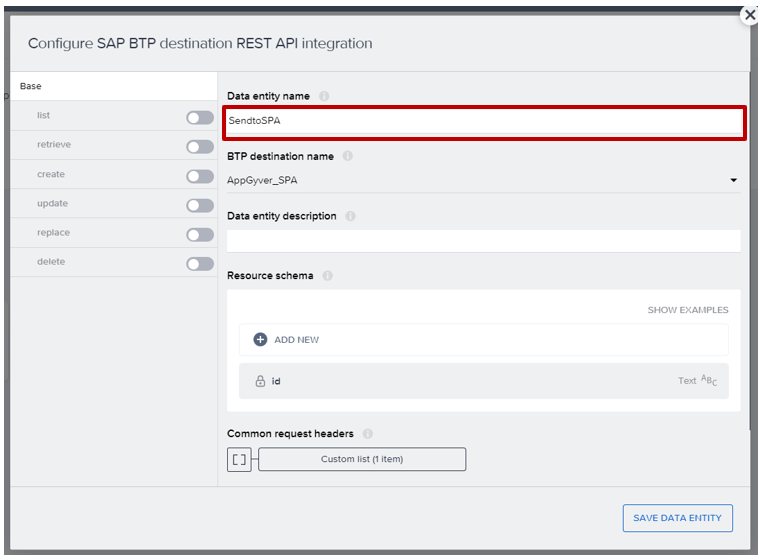 Configure SAP BTP destination REST API integration
Base
list
retrieve
create
update
replace
delete
Data entity name
SendtoSPA
BTP destination name
AppGyver_SPA
Data entity description
Resource schema
SHOW EXAMPLES
ADD NEW
id
Text ABC
Common request headers
[ ]
Custom list (1 item)
SAVE DATA ENTITY